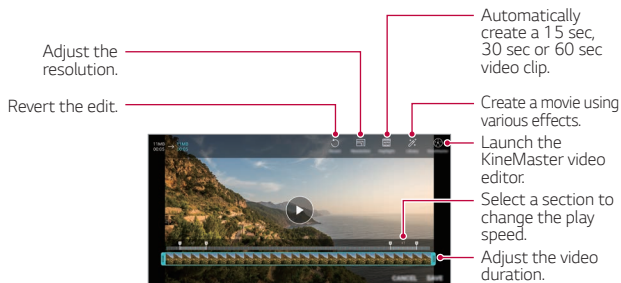 Automatically
create a 15 sec,
30 sec or 60 sec
video clip.
Adjust the
resolution.
Revert the edit.
Create a movie using
various effects.
Launch the
KineMaster video
editor.
Select a section to
change the play
speed.
Adjust the video
duration.
CANCEL SAVE